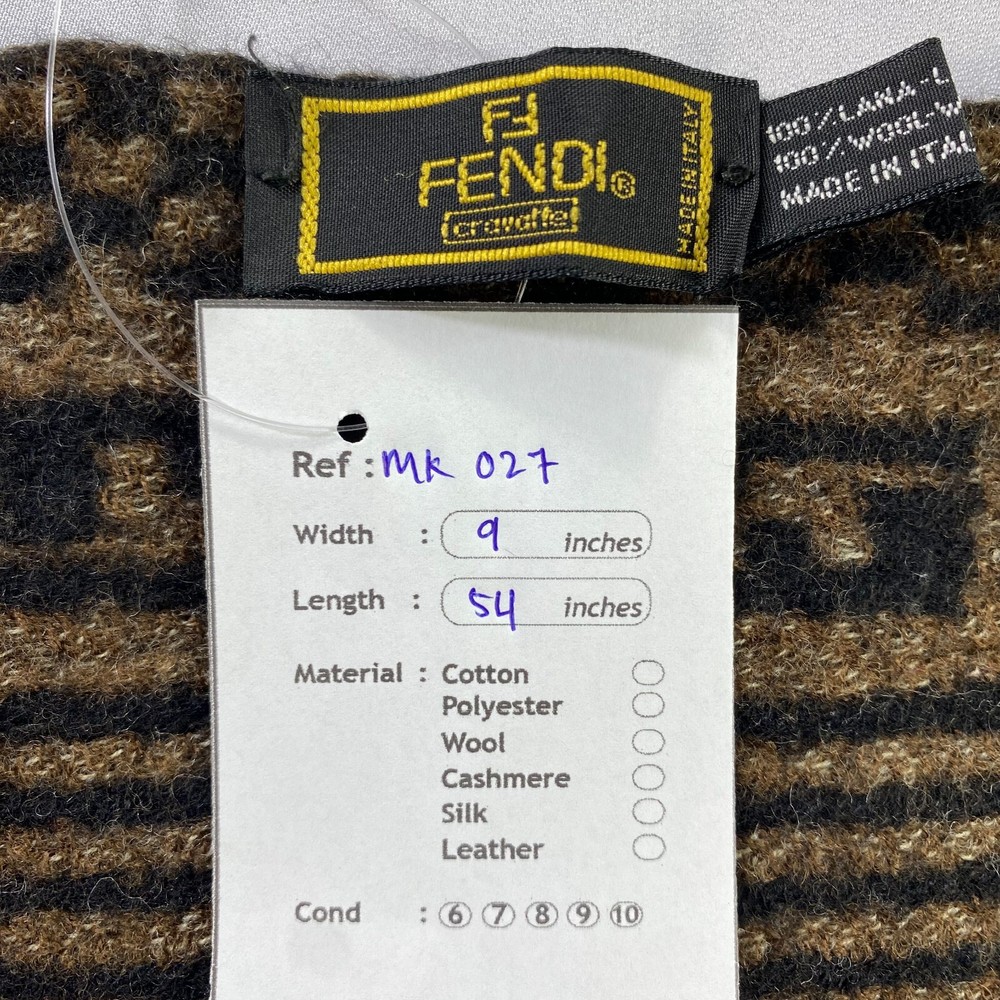 FF
FENDI®
cravatte
MADE IN ITALY
100%LANA-L
100%WOOL-W
MADE IN ITAL
Ref : MK 027
Width : 9 inches
Length : 54 inches
Material : Cotton
Polyester
Wool
Cashmere
Silk
Leather
Cond : 6 7 8 9 10